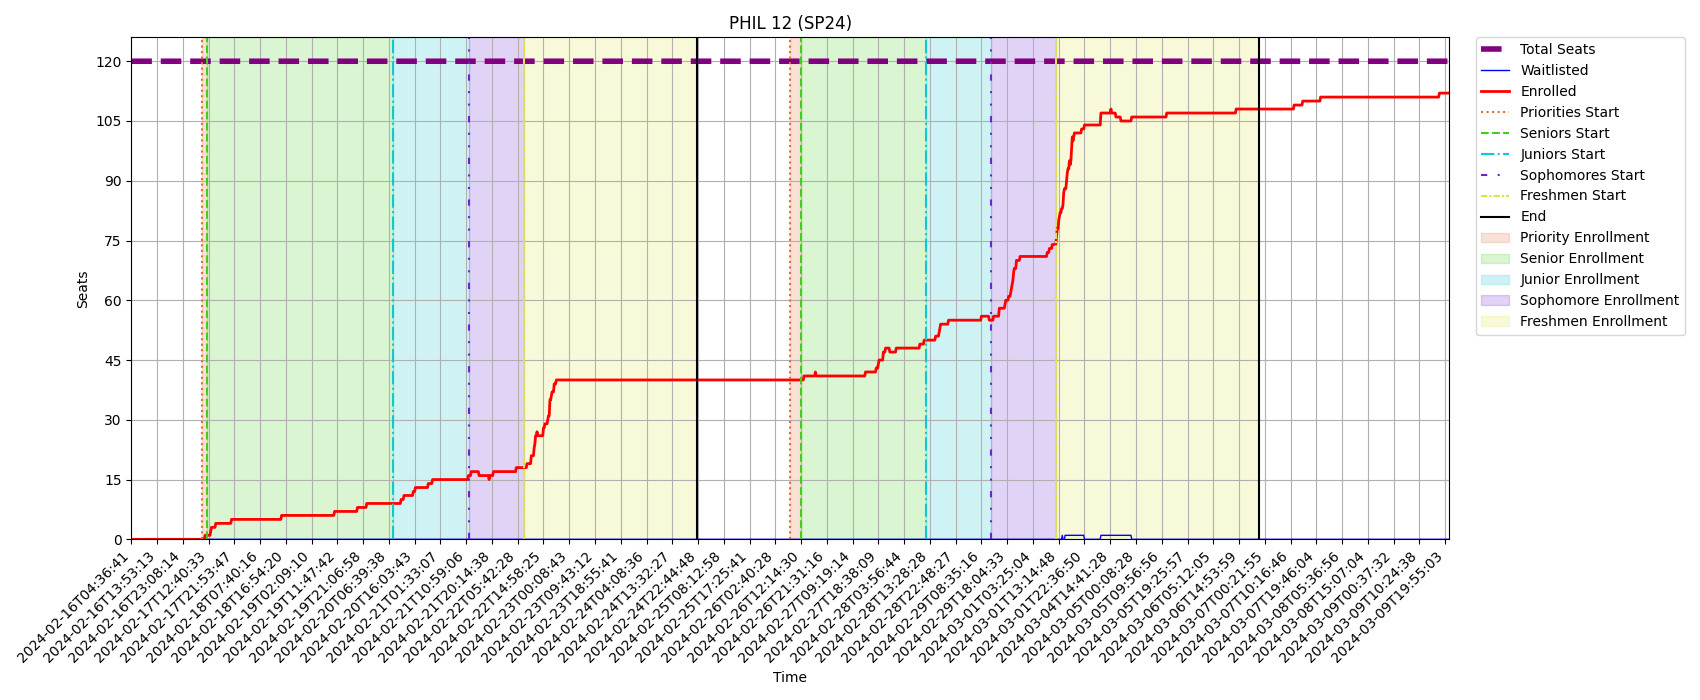 PHIL 12 (SP24)
Seats
120
105
90
75
60
45
30
15
0
2024-02-16T04:36:41
2024-02-16T13:53:13
2024-02-16T23:08:14
2024-02-17T12:40:33
2024-02-17T21:53:47
2024-02-18T07:40:16
2024-02-18T16:54:20
2024-02-19T02:09:10
2024-02-19T11:47:42
2024-02-19T21:06:58
2024-02-20T06:39:38
2024-02-20T16:03:43
2024-02-21T01:33:07
2024-02-21T10:59:06
2024-02-21T20:14:38
2024-02-22T05:42:28
2024-02-22T14:58:25
2024-02-23T00:08:43
2024-02-23T09:43:12
2024-02-23T18:55:41
2024-02-24T04:08:36
2024-02-24T13:32:27
2024-02-24T22:44:48
2024-02-25T08:12:58
2024-02-25T17:25:41
2024-02-26T02:40:28
2024-02-26T12:14:30
2024-02-26T21:31:16
2024-02-27T09:19:14
2024-02-27T18:38:09
2024-02-28T03:56:44
2024-02-28T13:28:28
2024-02-28T22:48:27
2024-02-29T08:35:16
2024-02-29T18:04:33
2024-03-01T03:25:04
2024-03-01T13:14:48
2024-03-01T22:36:50
2024-03-04T14:41:28
2024-03-05T00:08:28
2024-03-05T09:56:56
2024-03-05T19:25:57
2024-03-06T05:12:05
2024-03-06T14:53:59
2024-03-07T00:21:55
2024-03-07T10:16:46
2024-03-07T19:46:04
2024-03-08T05:36:56
2024-03-08T15:07:04
2024-03-09T00:37:32
2024-03-09T10:24:38
2024-03-09T19:55:03
Time
Total Seats
Waitlisted
Enrolled
Priorities Start
Seniors Start
Juniors Start
Sophomores Start
Freshmen Start
End
Priority Enrollment
Senior Enrollment
Junior Enrollment
Sophomore Enrollment
Freshmen Enrollment